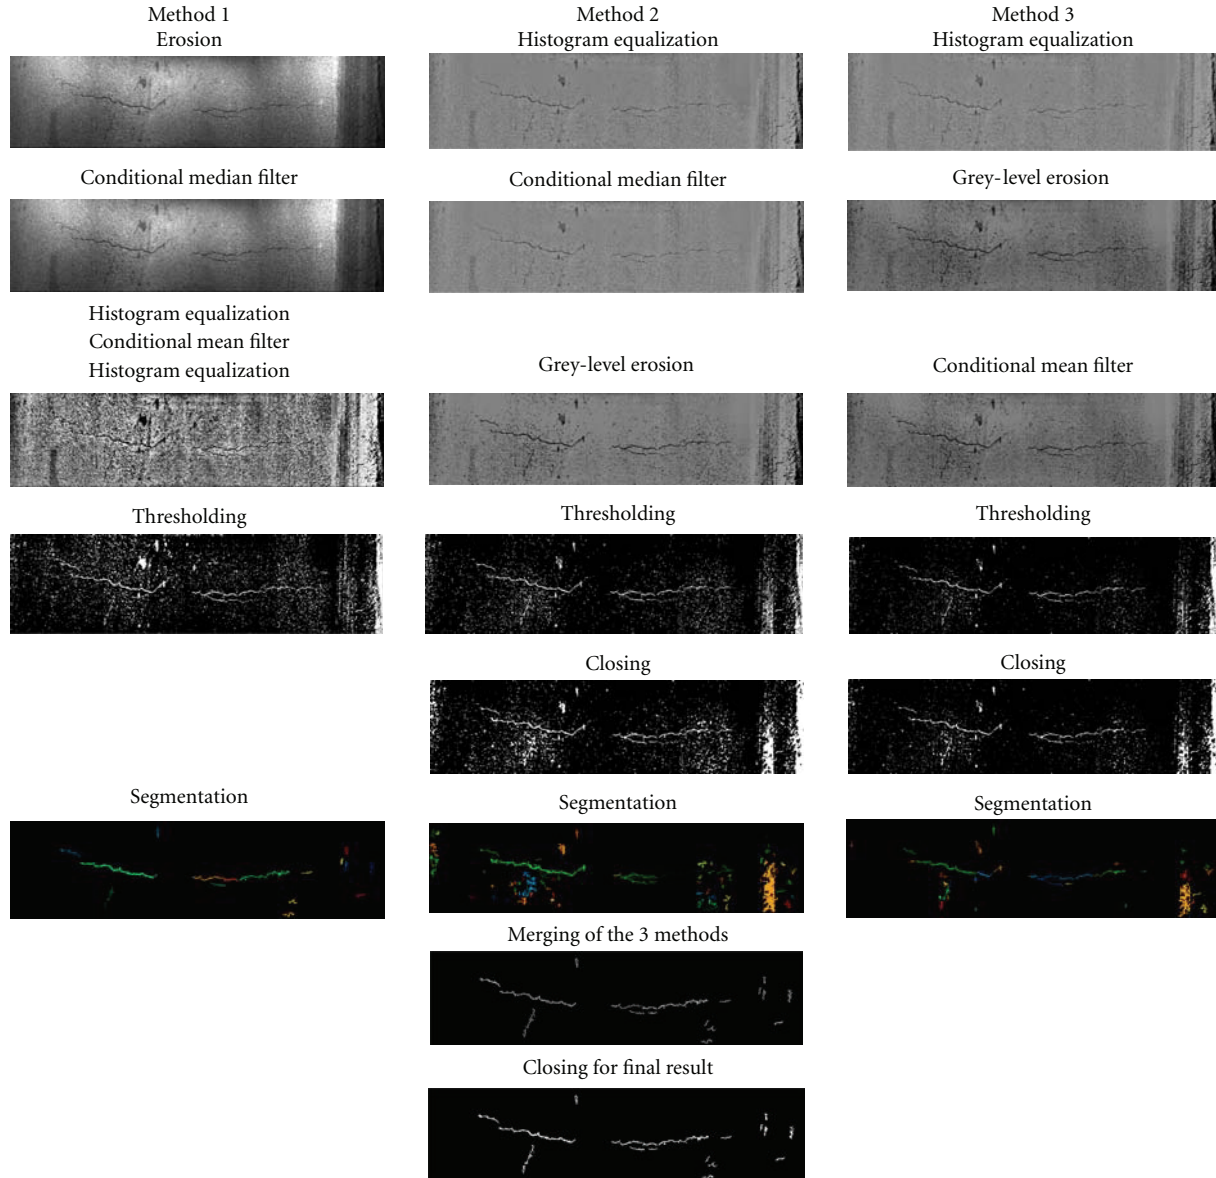 Method 1
Erosion
Method 2
Histogram equalization
Method 3
Histogram equalization
Conditional median filter
Conditional median filter
Grey-level erosion
Histogram equalization
Conditional mean filter
Histogram equalization
Grey-level erosion
Conditional mean filter
Thresholding
Thresholding
Thresholding
Closing
Closing
Segmentation
Segmentation
Segmentation
Merging of the 3 methods
Closing for final result